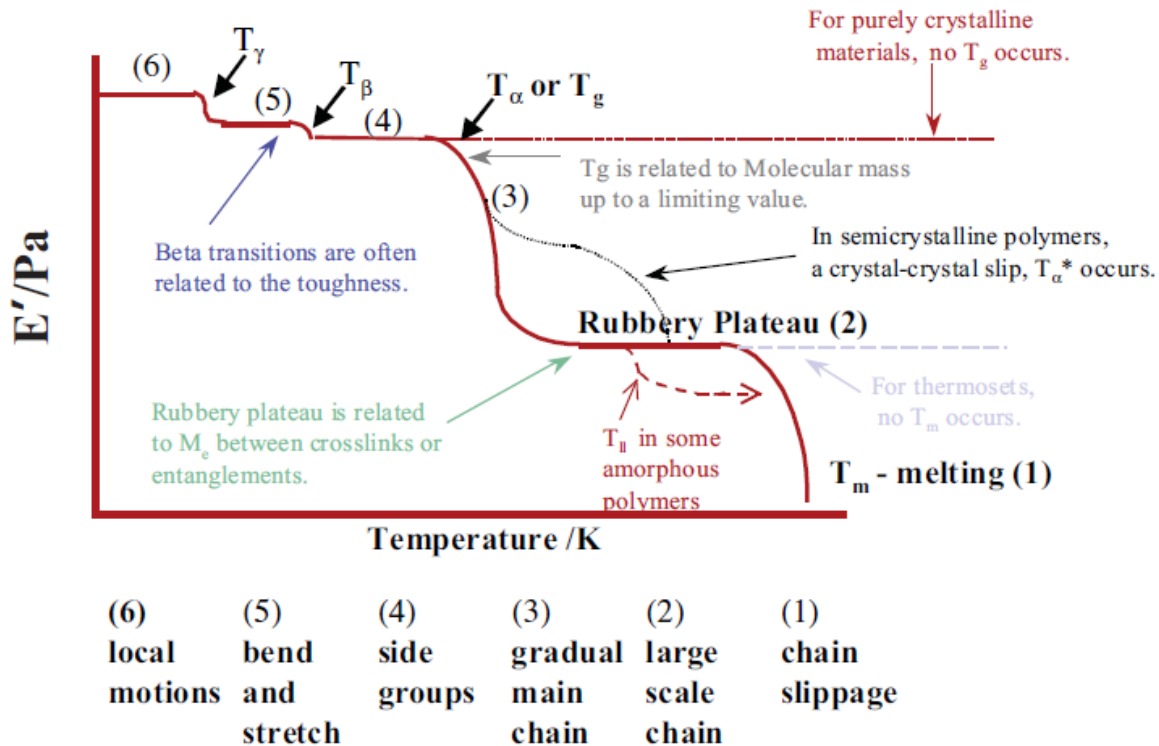 For purely crystalline
materials, no Tg occurs.
(6)
Tγ
(5)
Tβ
(4)
Tα or Tg
Tg is related to Molecular mass
up to a limiting value.
(3)
Beta transitions are often
related to the toughness.
In semicrystalline polymers,
a crystal-crystal slip, Tα* occurs.
E′/Pa
Rubbery Plateau (2)
Rubbery plateau is related
to Me between crosslinks or
entanglements.
For thermosets,
no Tm occurs.
Tll in some
amorphous
polymers
Tm - melting (1)
Temperature /K
(6)
local
motions
(5)
bend
and
stretch
(4)
side
groups
(3)
gradual
main
chain
(2)
large
scale
chain
(1)
chain
slippage